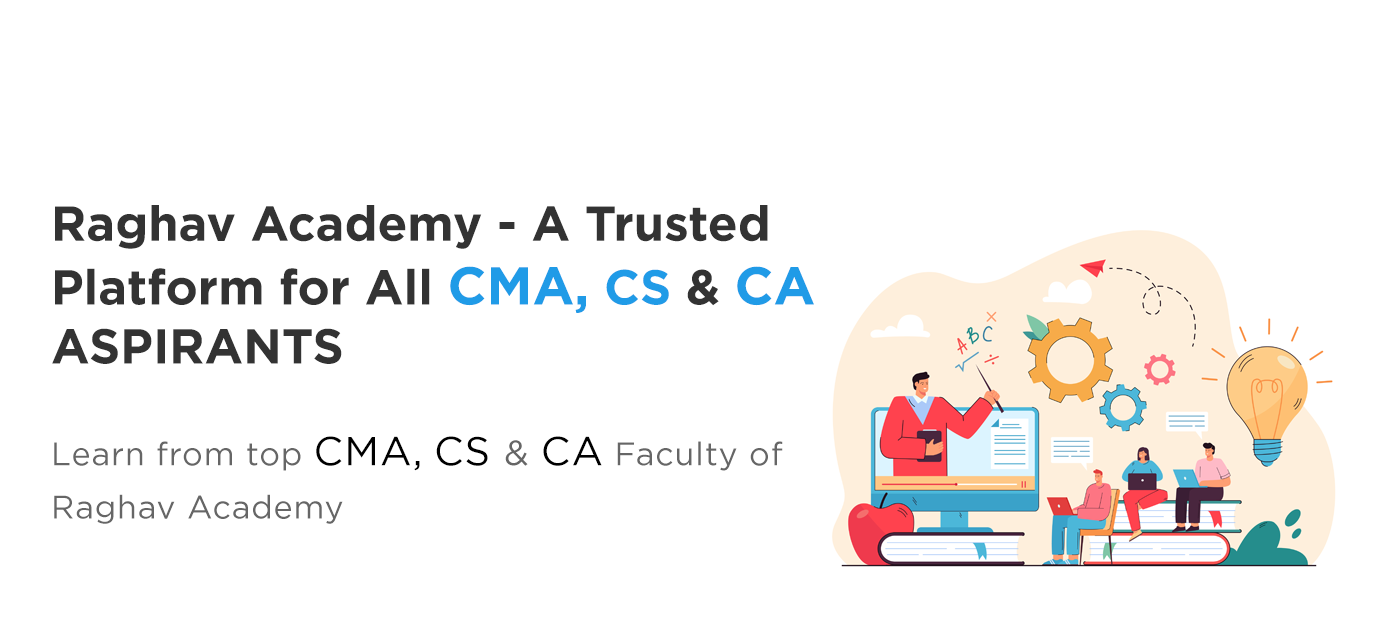 Raghav Academy - A Trusted
Platform for All CMA, CS & CA
ASPIRANTS
Learn from top CMA, CS & CA Faculty of
Raghav Academy
ABC